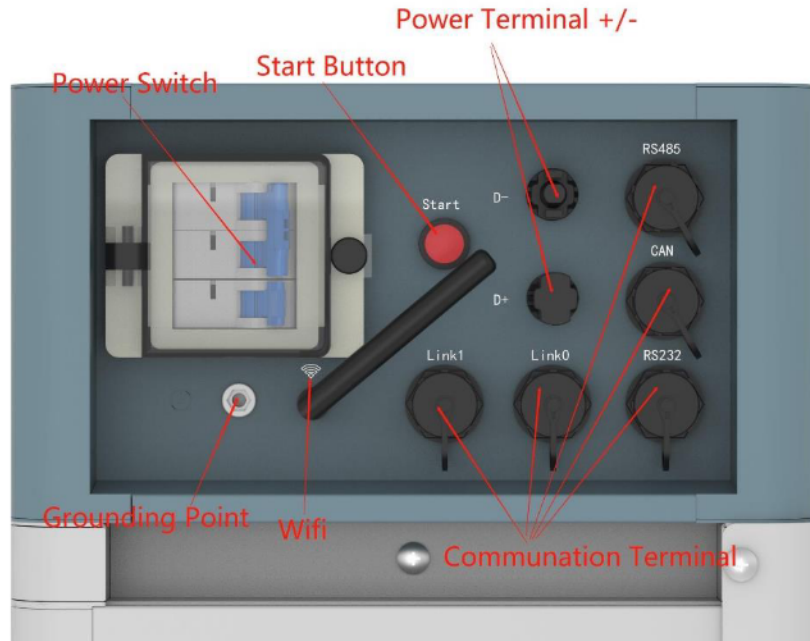 Power Terminal +/-
Start Button
Power Switch
RS485
Start
D-
CAN
D+
Link1
Link0
RS232
Grounding Point
Wifi
Communation Terminal